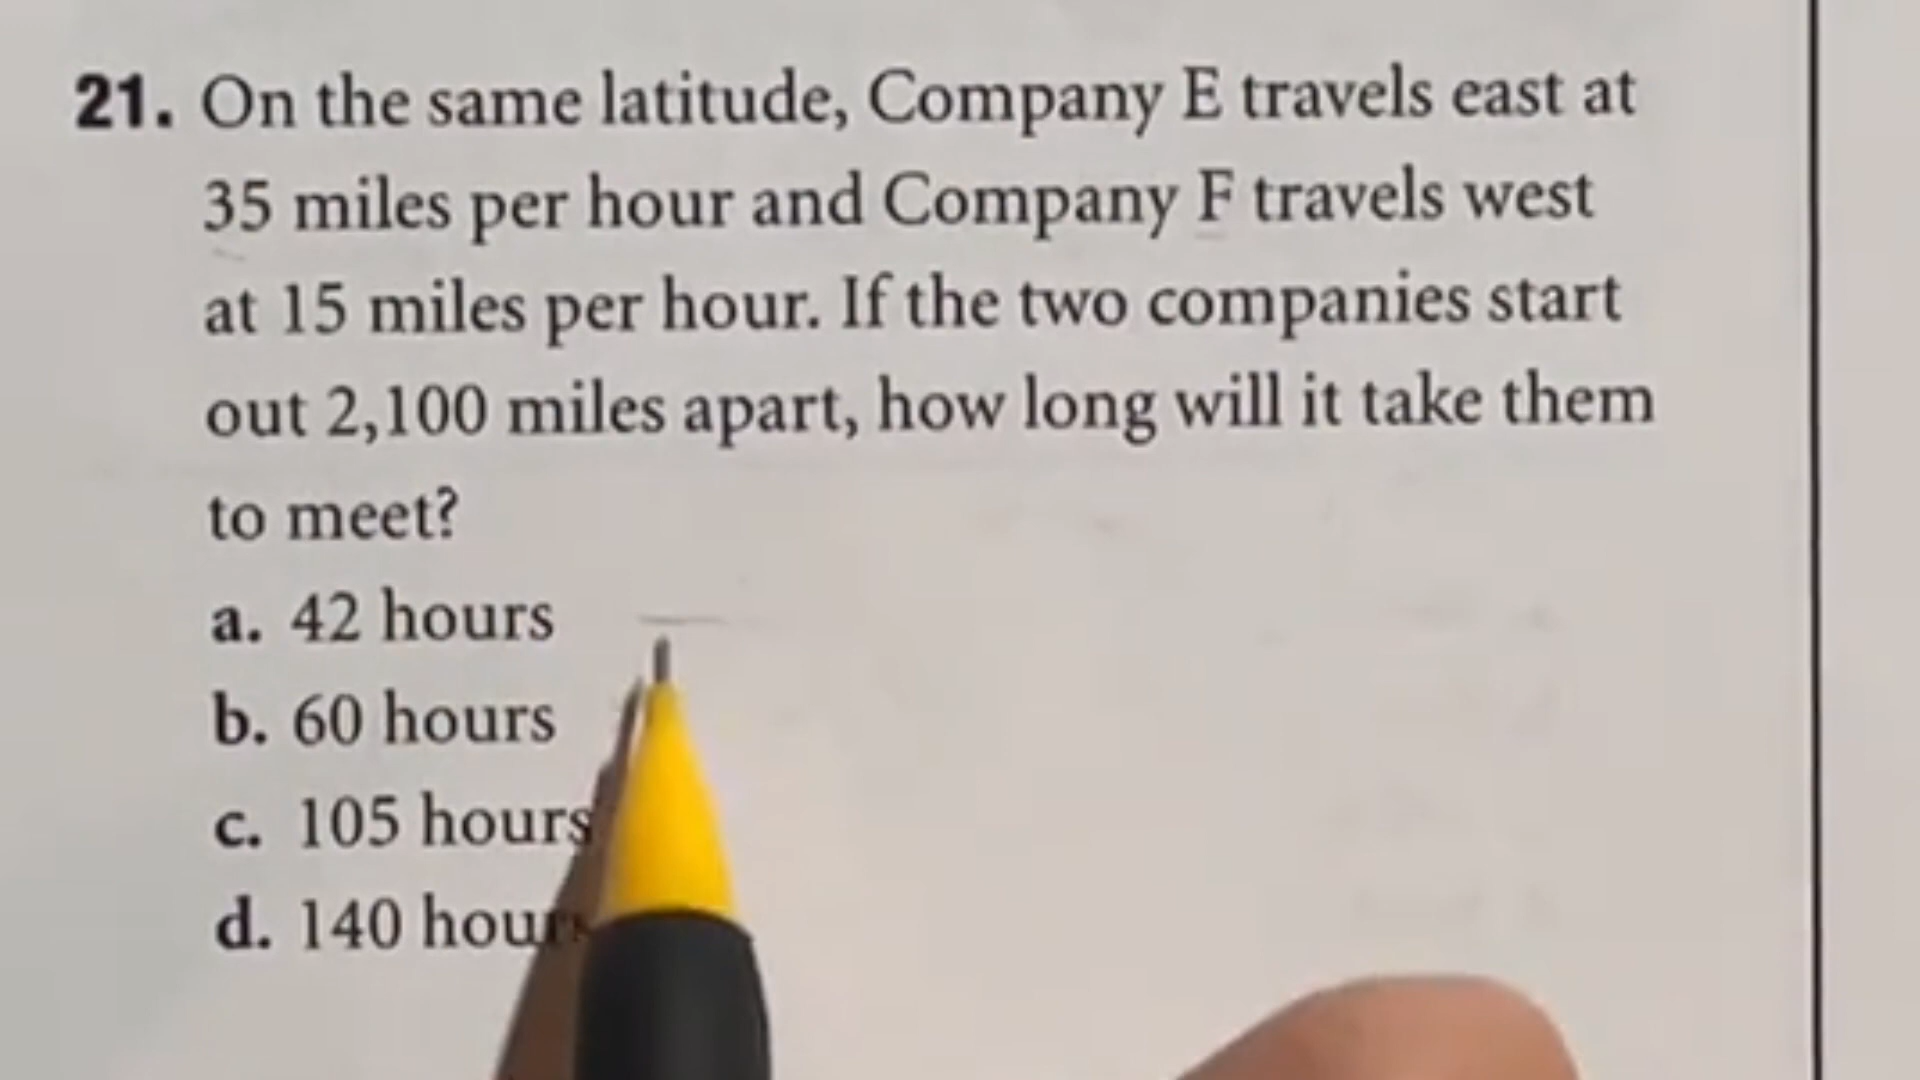 21. On the same latitude, Company E travels east at
35 miles per hour and Company F travels west
at 15 miles per hour. If the two companies start
out 2,100 miles apart, how long will it take them
to meet?
a. 42 hours
b. 60 hours
c. 105 hours
d. 140 hours